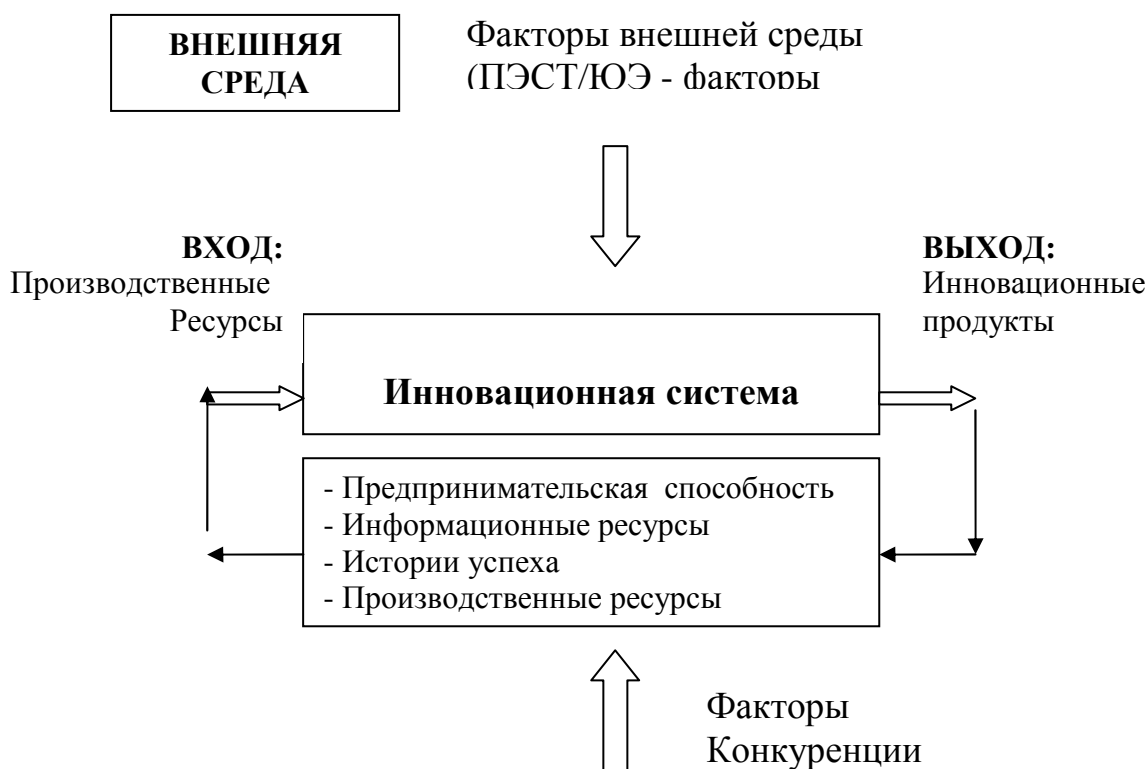 ВНЕШНЯЯ
СРЕДА
Факторы внешней среды
(ПЭСТ/ЮЭ - факторы
ВХОД:
Производственные
Ресурсы
ВЫХОД:
Инновационные
продукты
Инновационная система
- Предпринимательская способность
- Информационные ресурсы
- Истории успеха
- Производственные ресурсы
Факторы
Конкуренции